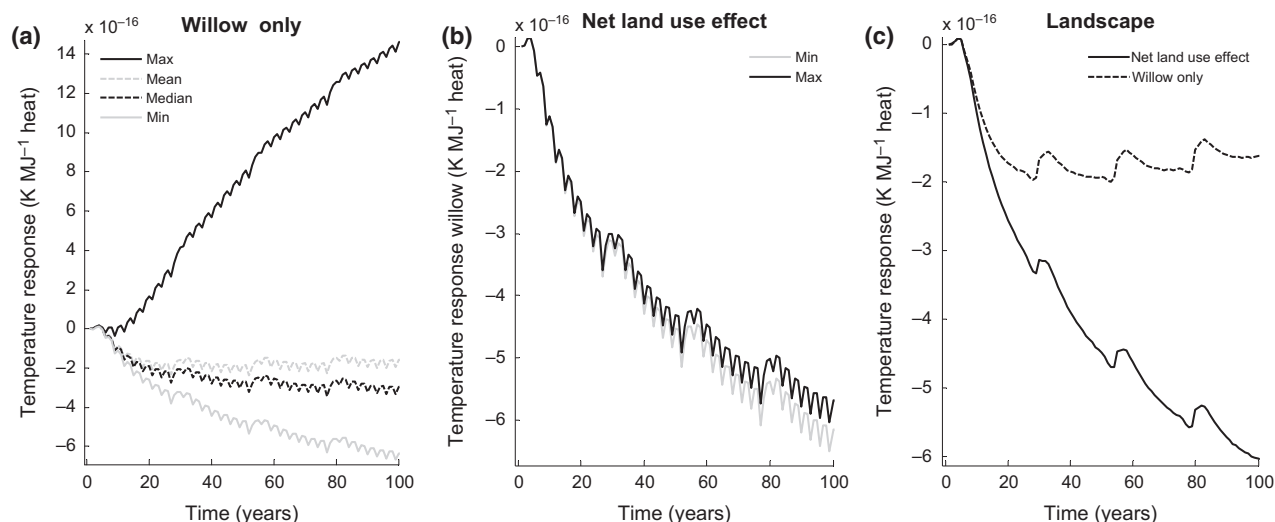 (a)
Willow only
x 10⁻¹⁶
Temperature response (K MJ⁻¹ heat)
14
12
10
8
6
4
2
0
−2
−4
−6
Max
Mean
Median
Min
0 20 40 60 80 100
Time (years)
(b)
Net land use effect
x 10⁻¹⁶
Temperature response willow (K MJ⁻¹ heat)
0
−1
−2
−3
−4
−5
−6
Min
Max
0 20 40 60 80 100
Time (years)
(c)
Landscape
x 10⁻¹⁶
Temperature response (K MJ⁻¹ heat)
0
−1
−2
−3
−4
−5
−6
Net land use effect
Willow only
0 20 40 60 80 100
Time (years)